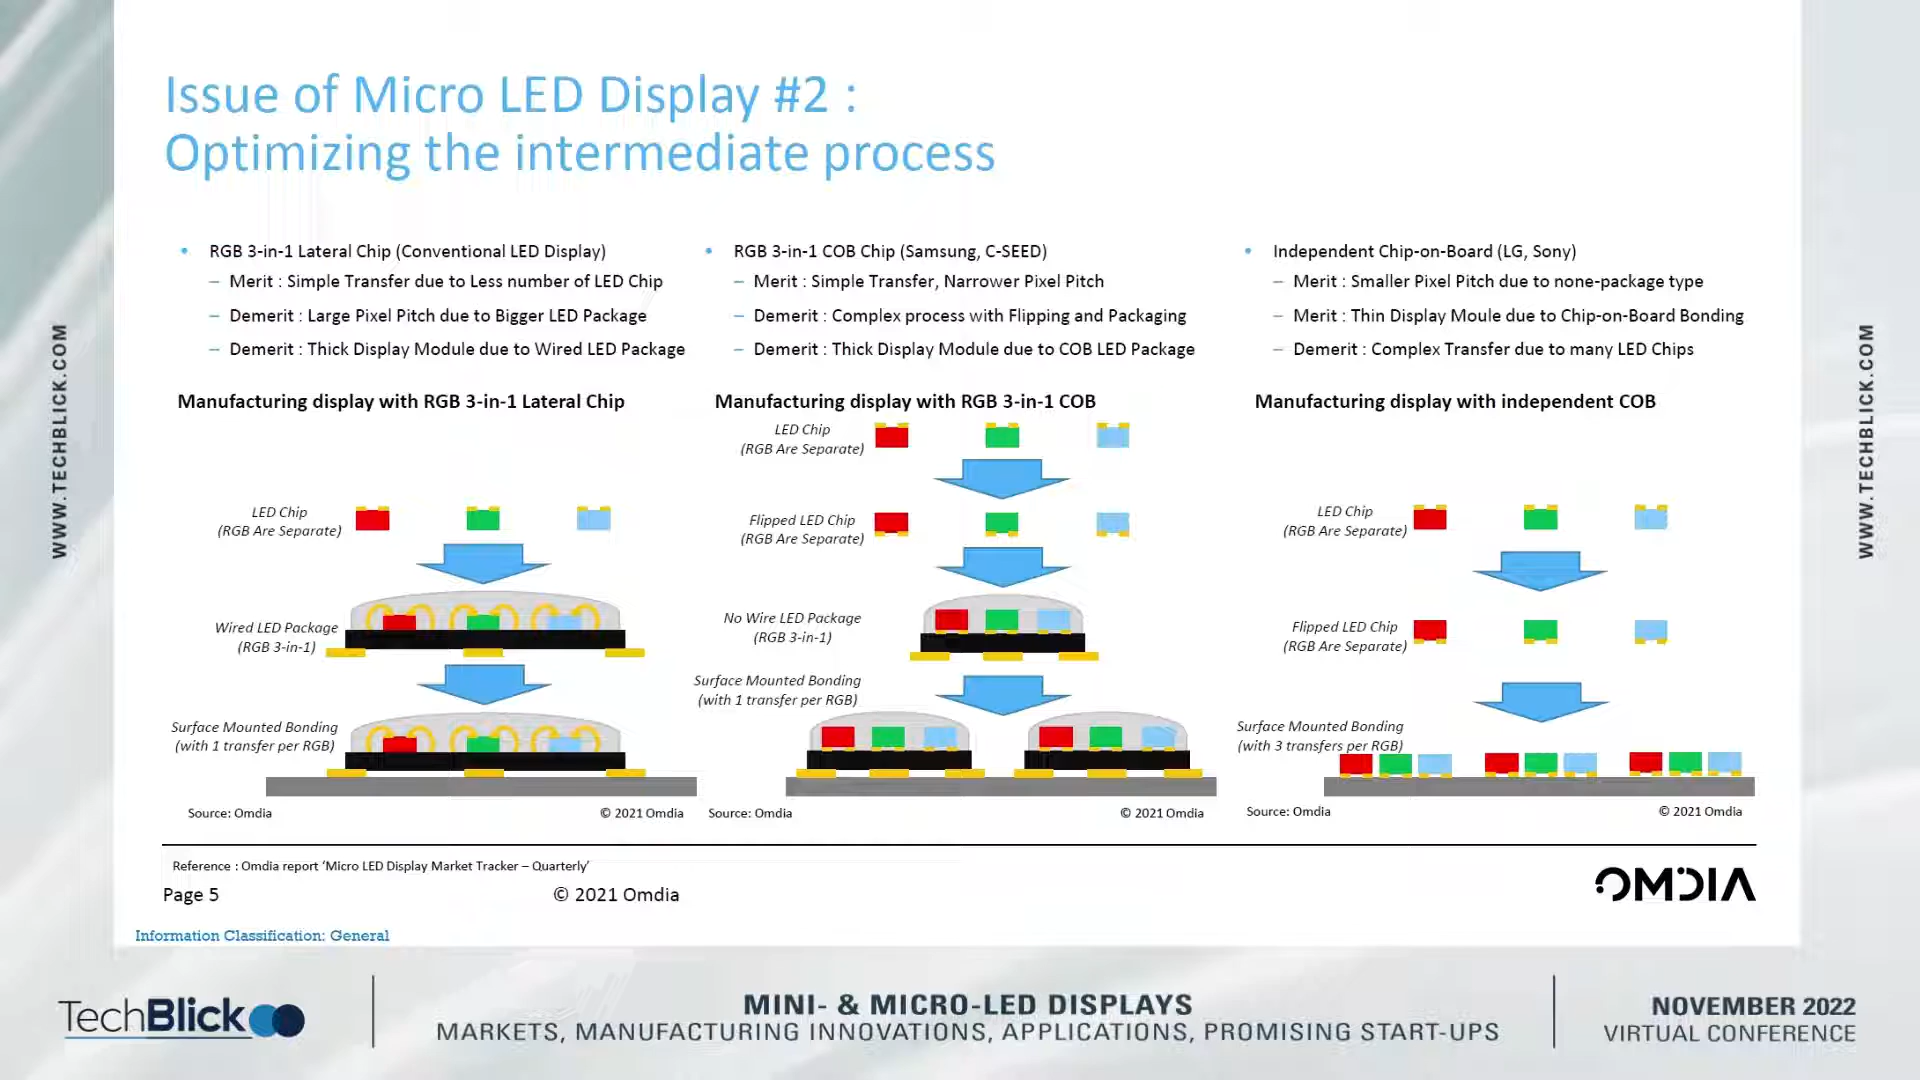 Issue of Micro LED Display #2 :
Optimizing the intermediate process
• RGB 3-in-1 Lateral Chip (Conventional LED Display)
– Merit : Simple Transfer due to Less number of LED Chip
– Demerit : Large Pixel Pitch due to Bigger LED Package
– Demerit : Thick Display Module due to Wired LED Package
• RGB 3-in-1 COB Chip (Samsung, C-SEED)
– Merit : Simple Transfer, Narrower Pixel Pitch
– Demerit : Complex process with Flipping and Packaging
– Demerit : Thick Display Module due to COB LED Package
• Independent Chip-on-Board (LG, Sony)
– Merit : Smaller Pixel Pitch due to none-package type
– Merit : Thin Display Moule due to Chip-on-Board Bonding
– Demerit : Complex Transfer due to many LED Chips
Manufacturing display with RGB 3-in-1 Lateral Chip
LED Chip
(RGB Are Separate)
Wired LED Package
(RGB 3-in-1)
Surface Mounted Bonding
(with 1 transfer per RGB)
Source: Omdia
© 2021 Omdia
Manufacturing display with RGB 3-in-1 COB
LED Chip
(RGB Are Separate)
Flipped LED Chip
(RGB Are Separate)
No Wire LED Package
(RGB 3-in-1)
Surface Mounted Bonding
(with 1 transfer per RGB)
Source: Omdia
© 2021 Omdia
Manufacturing display with independent COB
LED Chip
(RGB Are Separate)
Flipped LED Chip
(RGB Are Separate)
Surface Mounted Bonding
(with 3 transfers per RGB)
Source: Omdia
© 2021 Omdia
Reference : Omdia report ‘Micro LED Display Market Tracker – Quarterly’
Page 5
© 2021 Omdia
OMDIA
Information Classification: General
WWW.TECHBLICK.COM
WWW.TECHBLICK.COM
TechBlick
MINI- & MICRO-LED DISPLAYS
MARKETS, MANUFACTURING INNOVATIONS, APPLICATIONS, PROMISING START-UPS
NOVEMBER 2022
VIRTUAL CONFERENCE